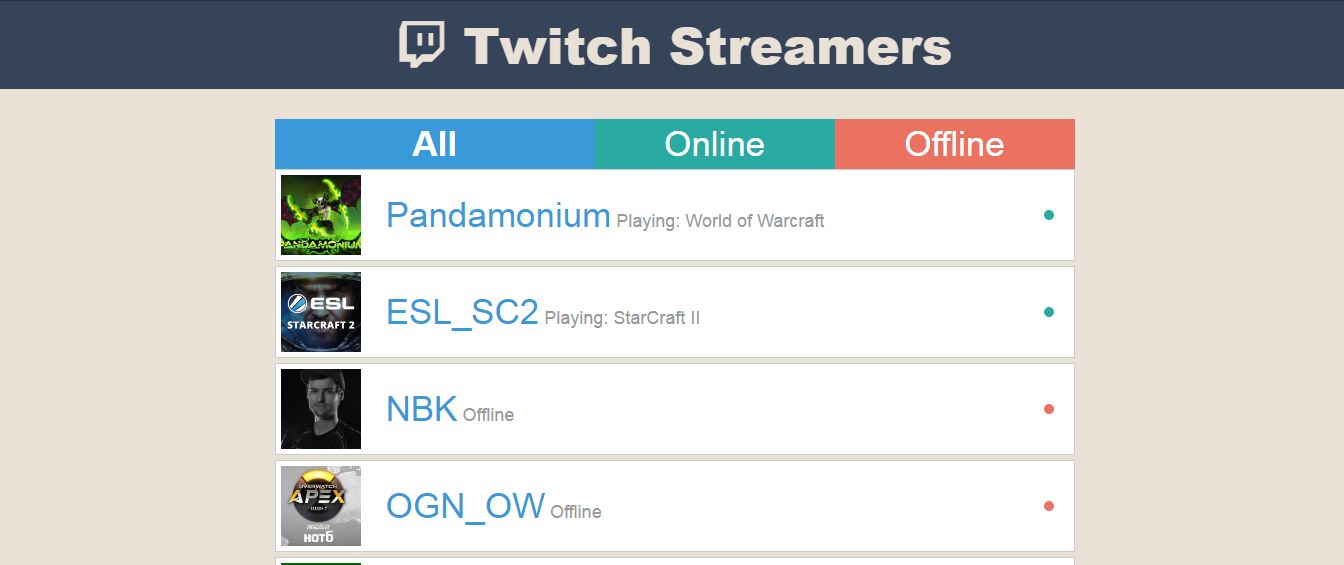 Twitch Streamers
All Online Offline
Pandamonium Playing: World of Warcraft
PANDAMONIUM
ESL_SC2 Playing: StarCraft II
ESL
STARCRAFT 2
NBK Offline
OGN_OW Offline
OVERWATCH
APEX
HOT6